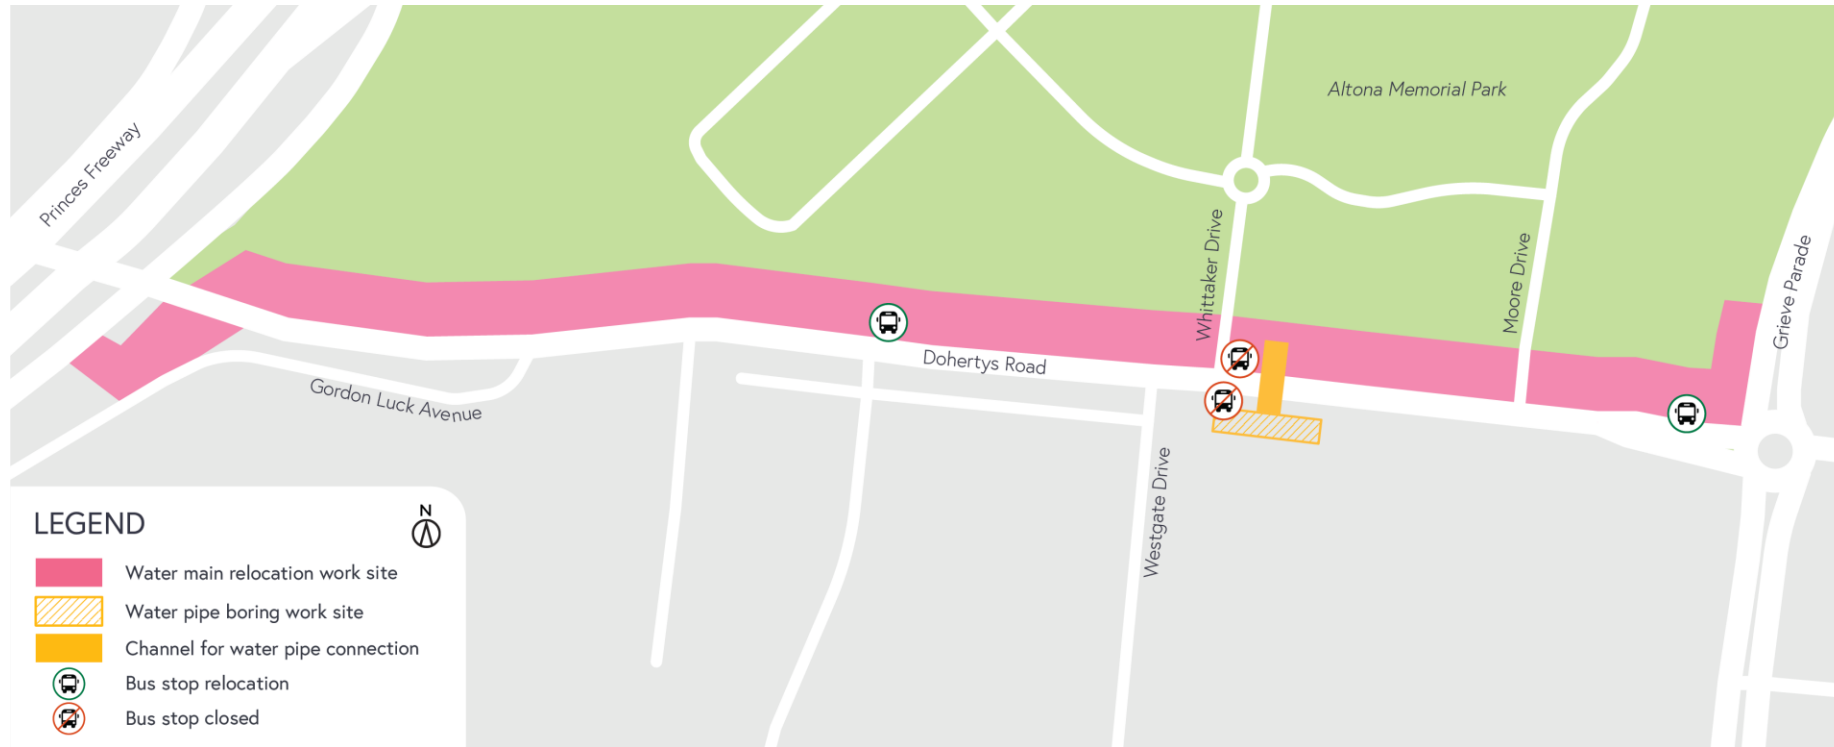 Altona Memorial Park
Princes Freeway
Whittaker Drive
Moore Drive
Grieve Parade
Dohertys Road
Gordon Luck Avenue
Westgate Drive
LEGEND
N
Water main relocation work site
Water pipe boring work site
Channel for water pipe connection
Bus stop relocation
Bus stop closed